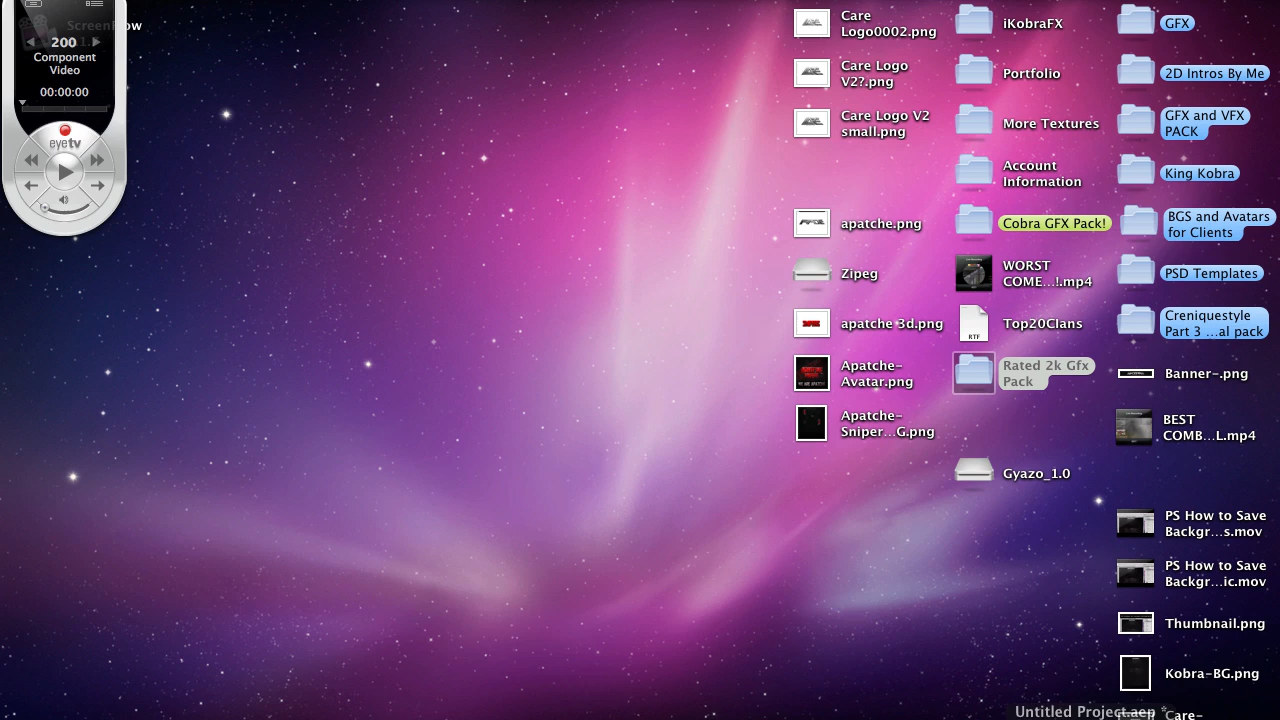 ScreenFlow
200
Component
Video
00:00:00
eyetv
Care
Logo0002.png
Care Logo
V2?.png
Care Logo V2
small.png
apatche.png
Zipeg
apatche 3d.png
Apatche-
Avatar.png
Apatche-
Sniper...G.png
iKobraFX
Portfolio
More Textures
Account
Information
Cobra GFX Pack!
WORST
COME...!.mp4
RTF
Top20Clans
Rated 2k Gfx
Pack
Gyazo_1.0
GFX
2D Intros By Me
GFX and VFX
PACK
King Kobra
BGS and Aders
for Clients
PSD Templates
Creniquestyle
Part 3 ...al pack
Banner-.png
BEST
COMB...L.mp4
PS How to Save
Backgr...s.mov
PS How to Save
Backgr...ic.mov
Thumbnail.png
Kobra-BG.png
Untitled Project.aep *
Care-